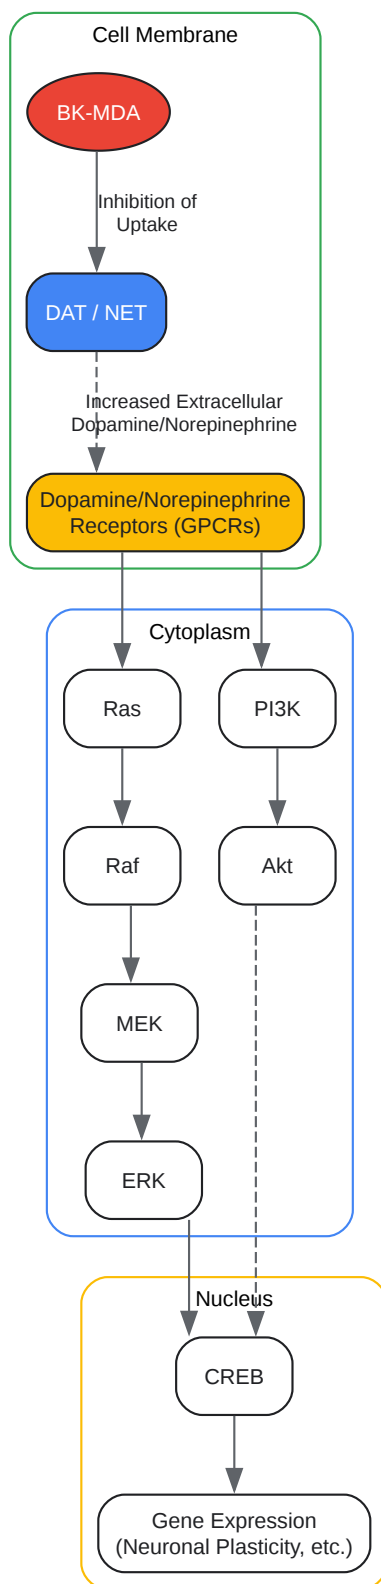 Cell Membrane
BK-MDA
Inhibition of
Uptake
DAT / NET
Increased Extracellular
Dopamine/Norepinephrine
Dopamine/Norepinephrine
Receptors (GPCRs)
Cytoplasm
Ras
PI3K
Raf
Akt
MEK
ERK
Nucleus
CREB
Gene Expression
(Neuronal Plasticity, etc.)